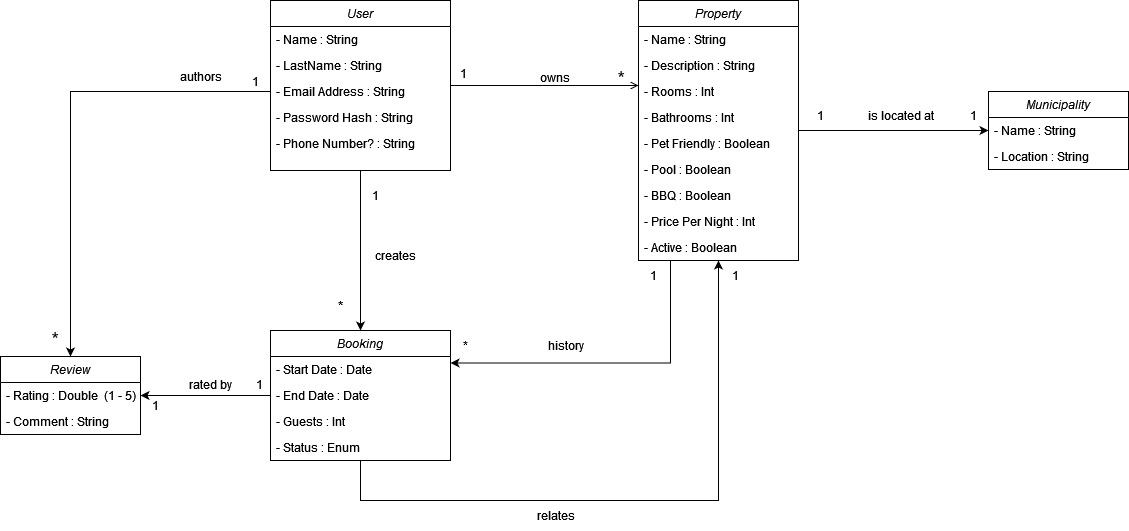 User
- Name : String
- LastName : String
- Email Address : String
- Password Hash : String
- Phone Number? : String
Property
- Name : String
- Description : String
- Rooms : Int
- Bathrooms : Int
- Pet Friendly : Boolean
- Pool : Boolean
- BBQ : Boolean
- Price Per Night : Int
- Active : Boolean
Municipality
- Name : String
- Location : String
authors
1
*
1
owns
*
1
is located at
1
1
creates
*
1
history
*
1
Review
- Rating : Double (1 - 5)
- Comment : String
rated by
1
1
Booking
- Start Date : Date
- End Date : Date
- Guests : Int
- Status : Enum
relates